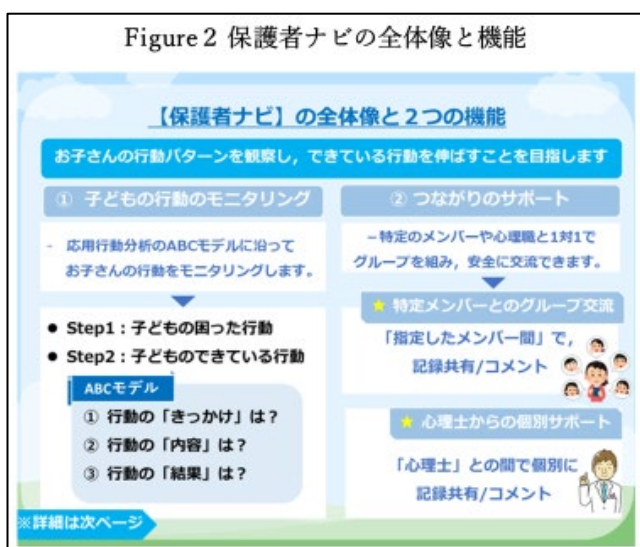 Figure 2 保護者ナビの全体像と機能
【保護者ナビ】の全体像と２つの機能
お子さんの行動パターンを観察し，できている行動を伸ばすことを目指します
① 子どもの行動のモニタリング
- 応用行動分析のABCモデルに沿って
お子さんの行動をモニタリングします。
● Step1：子どもの困った行動
● Step2：子どものできている行動
ABCモデル
① 行動の「きっかけ」は？
② 行動の「内容」は？
③ 行動の「結果」は？
※詳細は次ページ
② つながりのサポート
－特定のメンバーや心理職と1対1で
グループを組み，安全に交流できます。
★ 特定メンバーとのグループ交流
「指定したメンバー間」で，
記録共有/コメント
★ 心理士からの個別サポート
「心理士」との間で個別に
記録共有/コメント